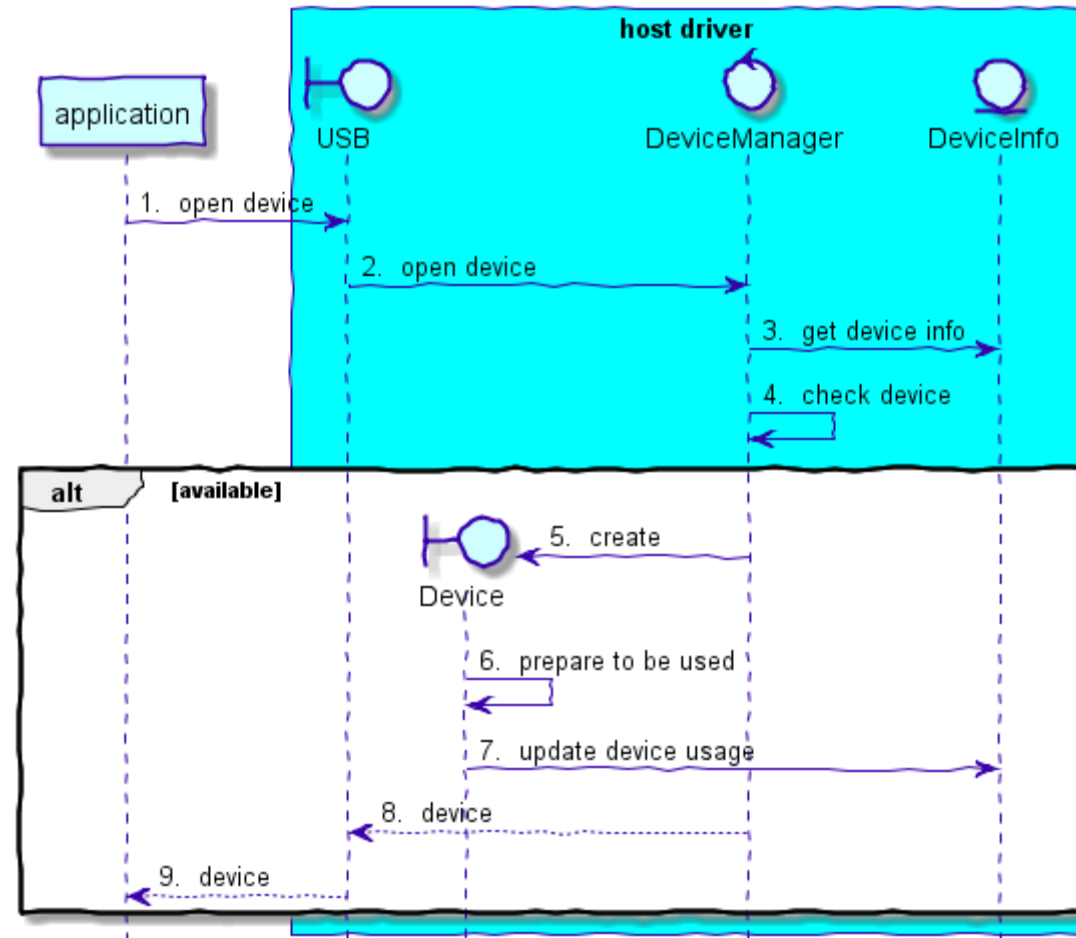 host driver
application
USB
DeviceManager
DeviceInfo
1. open device
2. open device
3. get device info
4. check device
alt [available]
5. create
Device
6. prepare to be used
7. update device usage
8. device
9. device